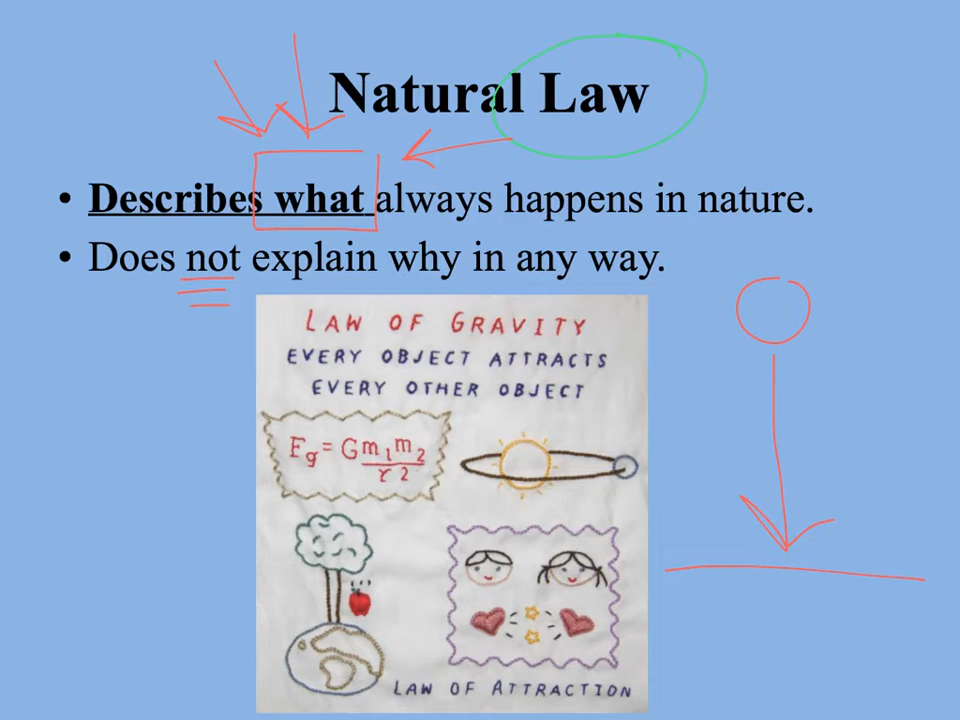 Natural Law
• Describes what always happens in nature.
• Does not explain why in any way.
LAW OF GRAVITY
EVERY OBJECT ATTRACTS
EVERY OTHER OBJECT
Fg = G m1m2 / r2
LAW OF ATTRACTION